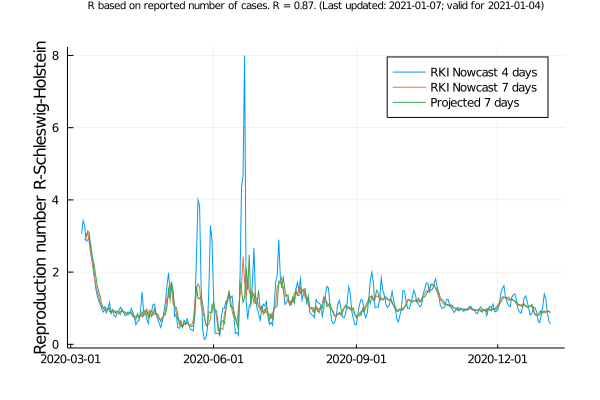 R based on reported number of cases. R = 0.87. (Last updated: 2021-01-07; valid for 2021-01-04)
Reproduction number R-Schleswig-Holstein
8
6
4
2
0
RKI Nowcast 4 days
RKI Nowcast 7 days
Projected 7 days
2020-03-01
2020-06-01
2020-09-01
2020-12-01